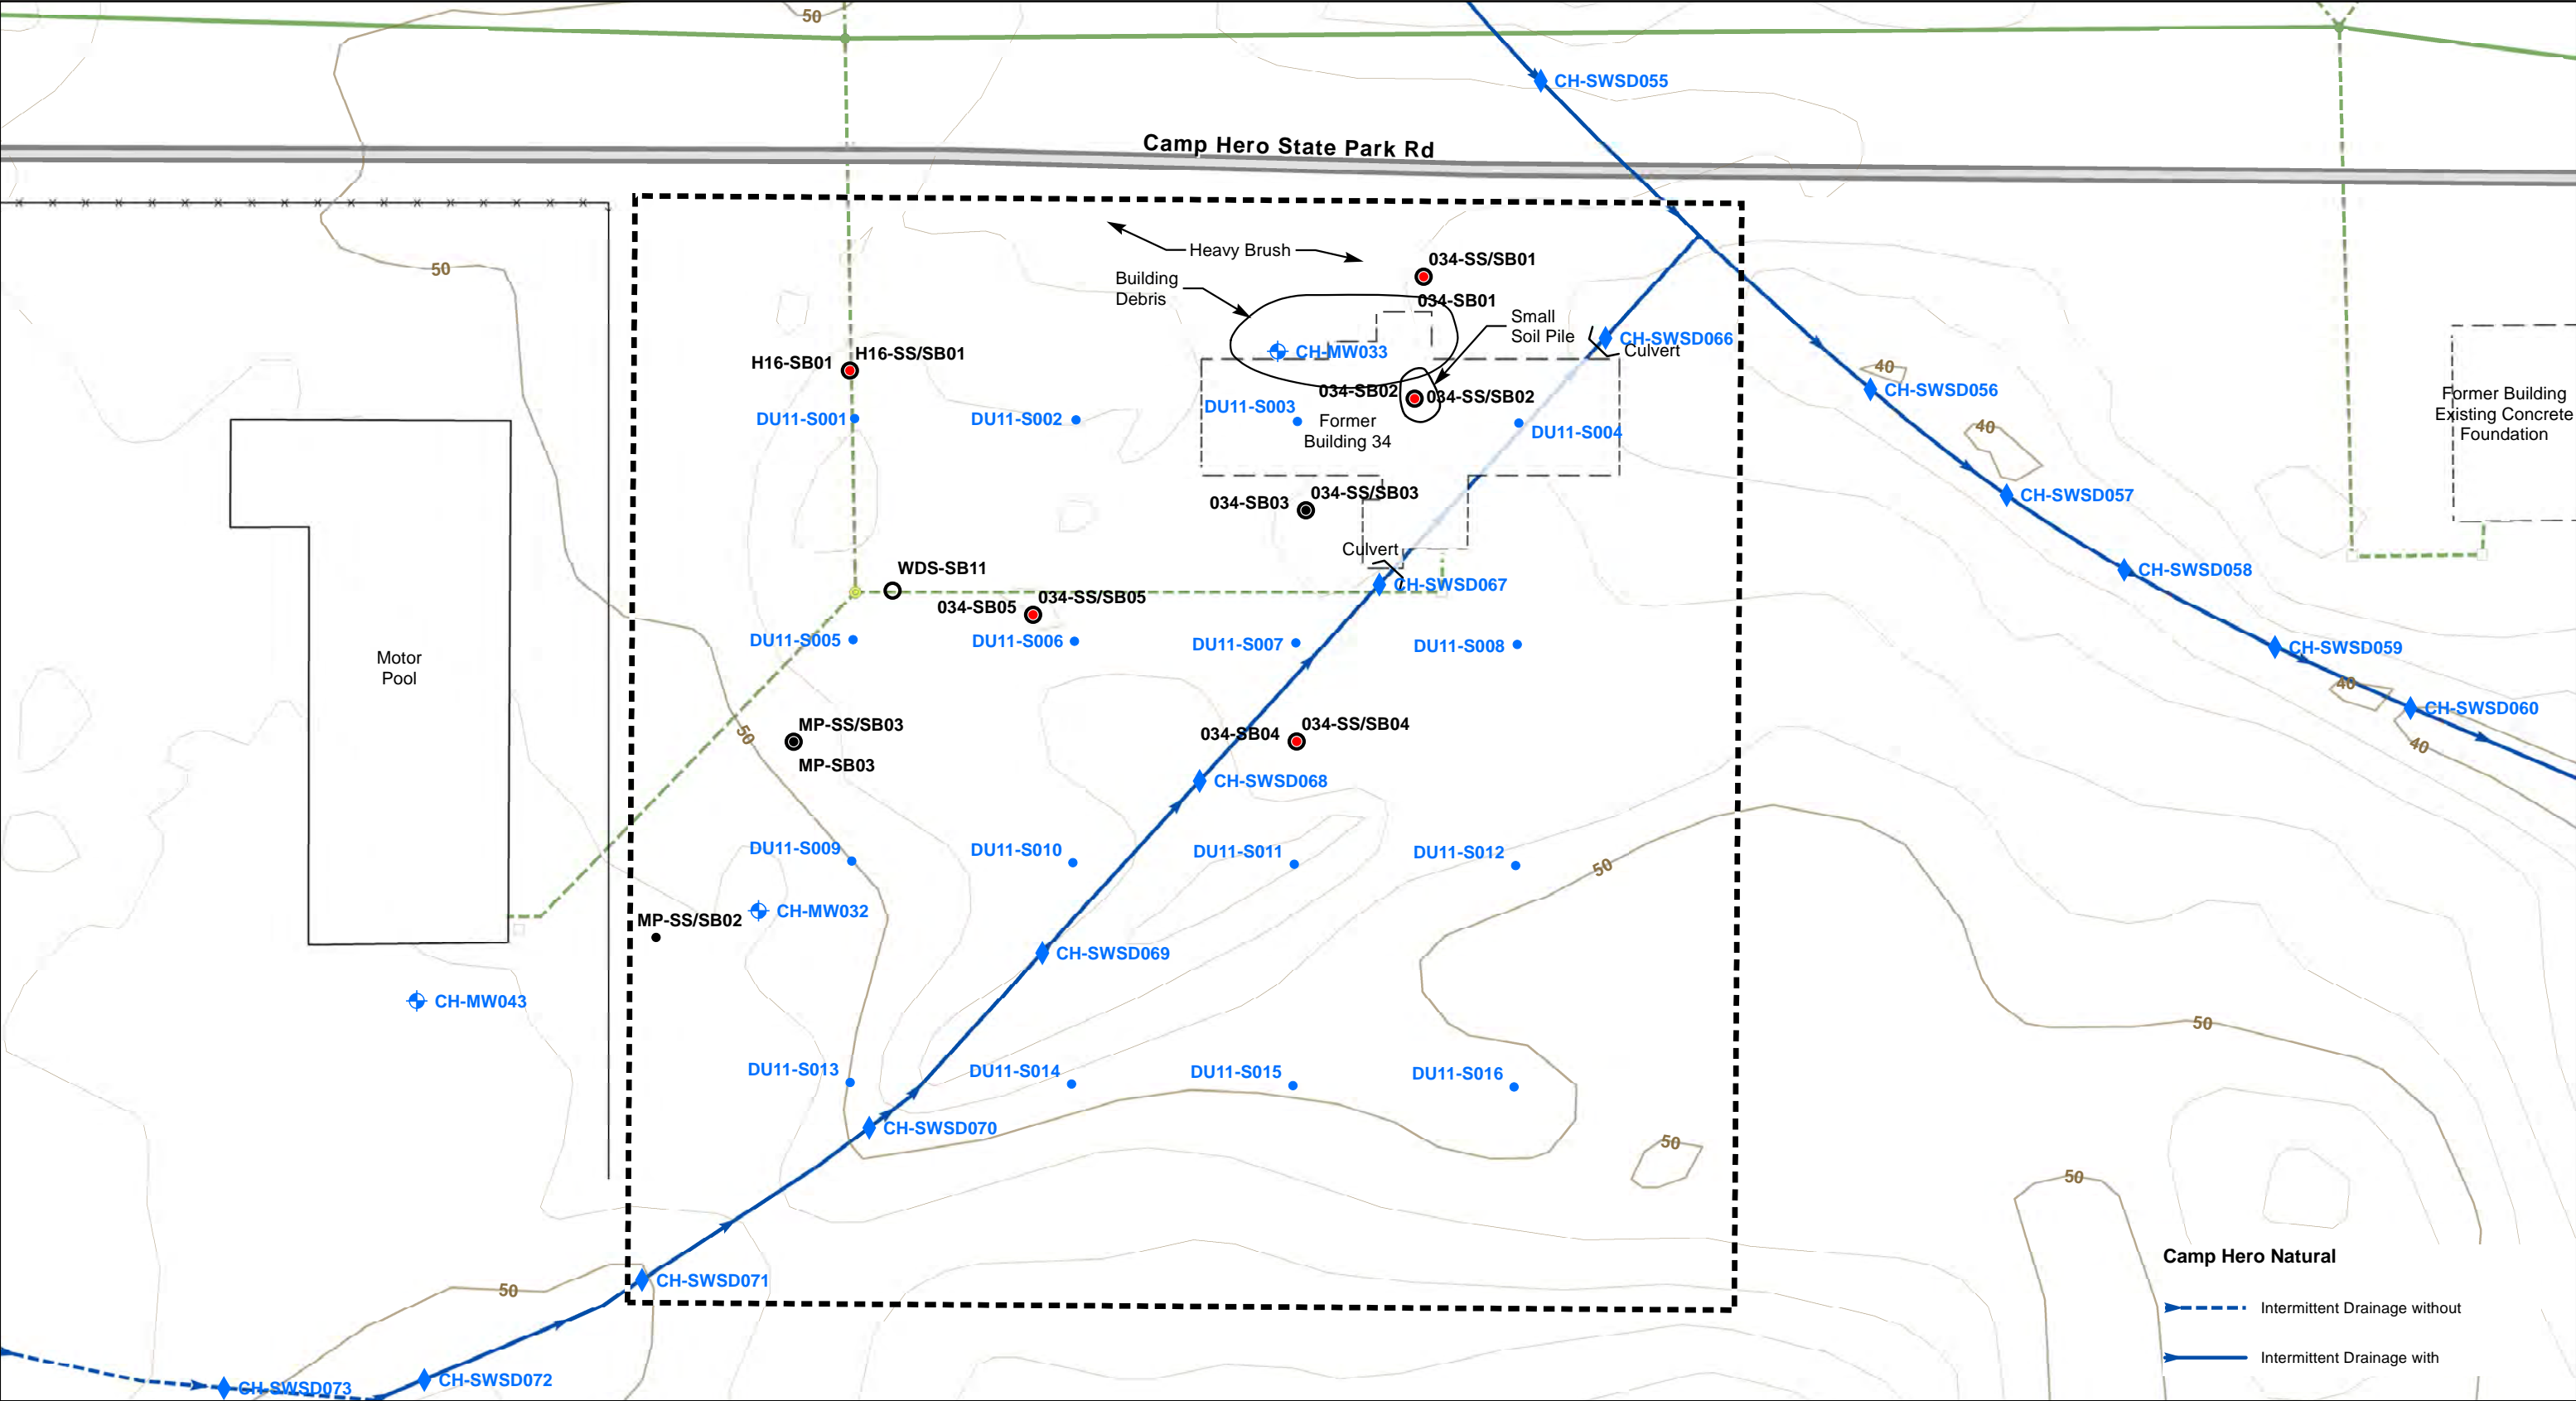 50
CH-SWSD055
Camp Hero State Park Rd
Heavy Brush
034-SS/SB01
50
Building
Debris
034-SB01
Small
Soil Pile
CH-SWSD066
Culvert
H16-SB01
H16-SS/SB01
CH-MW033
40
CH-SWSD056
034-SB02
034-SS/SB02
Former Building
Existing Concrete
Foundation
DU11-S001
DU11-S002
DU11-S003
Former
Building 34
DU11-S004
40
034-SB03
034-SS/SB03
CH-SWSD057
Culvert
WDS-SB11
CH-SWSD058
CH-SWSD067
034-SB05
034-SS/SB05
DU11-S005
DU11-S006
DU11-S007
DU11-S008
CH-SWSD059
Motor
Pool
40
CH-SWSD060
MP-SS/SB03
50
034-SB04
034-SS/SB04
40
MP-SB03
CH-SWSD068
DU11-S009
DU11-S010
DU11-S011
DU11-S012
50
CH-MW032
MP-SS/SB02
CH-SWSD069
CH-MW043
50
DU11-S013
DU11-S014
DU11-S015
DU11-S016
CH-SWSD070
50
50
CH-SWSD071
50
Camp Hero Natural
Intermittent Drainage without
Intermittent Drainage with
CH-SWSD073
CH-SWSD072